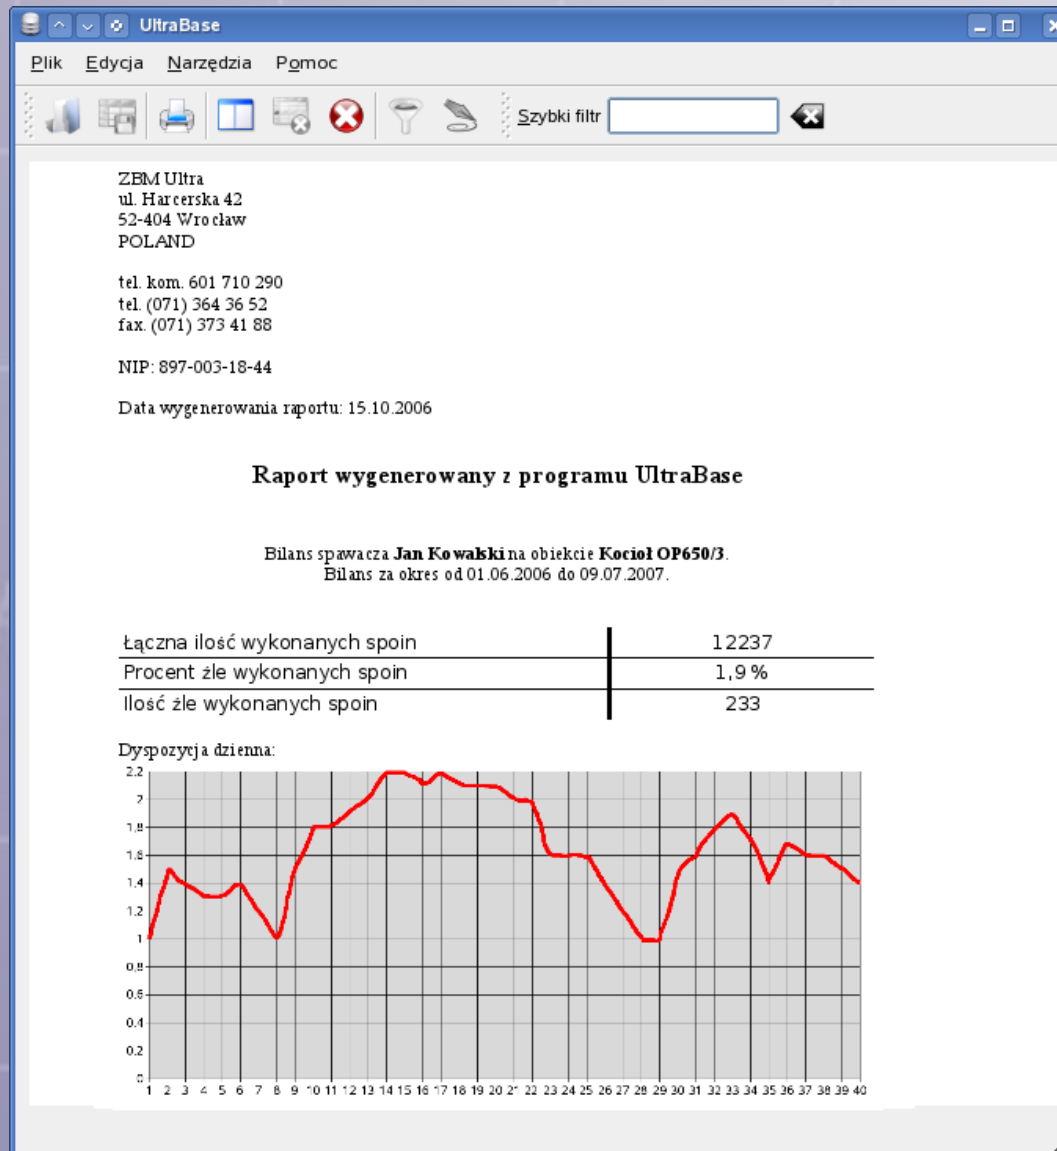 UltraBase
Plik Edycja Narzędzia Pomoc
Szybki filtr
ZBM Ultra
ul. Harcerska 42
52-404 Wrocław
POLAND
tel. kom. 601 710 290
tel. (071) 364 36 52
fax. (071) 373 41 88
NIP: 897-003-18-44
Data wygenerowania raportu: 15.10.2006
Raport wygenerowany z programu UltraBase
Bilans spawacza Jan Kowalski na obiekcie Kocioł OP650/3.
Bilans za okres od 01.06.2006 do 09.07.2007.
Łączna ilość wykonanych spoin 12237
Procent źle wykonanych spoin 1,9 %
Ilość źle wykonanych spoin 233
Dyspozycja dzienna:
2.2
2
1,8
1.6
1.4
1.2
1
0,8
0.6
0.4
0.2
0
1 2 3 4 5 6 7 8 9 10 11 12 13 14 15 16 17 18 19 20 21 22 23 24 25 26 27 28 29 30 31 32 33 34 35 36 37 38 39 40